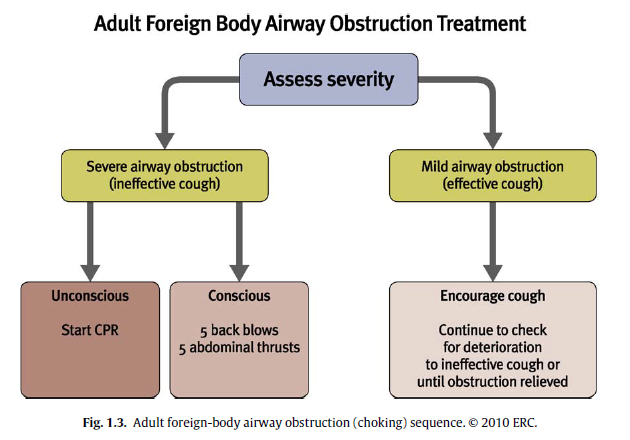 Adult Foreign Body Airway Obstruction Treatment
Assess severity
Severe airway obstruction
(ineffective cough)
Mild airway obstruction
(effective cough)
Unconscious
Start CPR
Conscious
5 back blows
5 abdominal thrusts
Encourage cough
Continue to check
for deterioration
to ineffective cough or
until obstruction relieved
Fig. 1.3. Adult foreign-body airway obstruction (choking) sequence. © 2010 ERC.